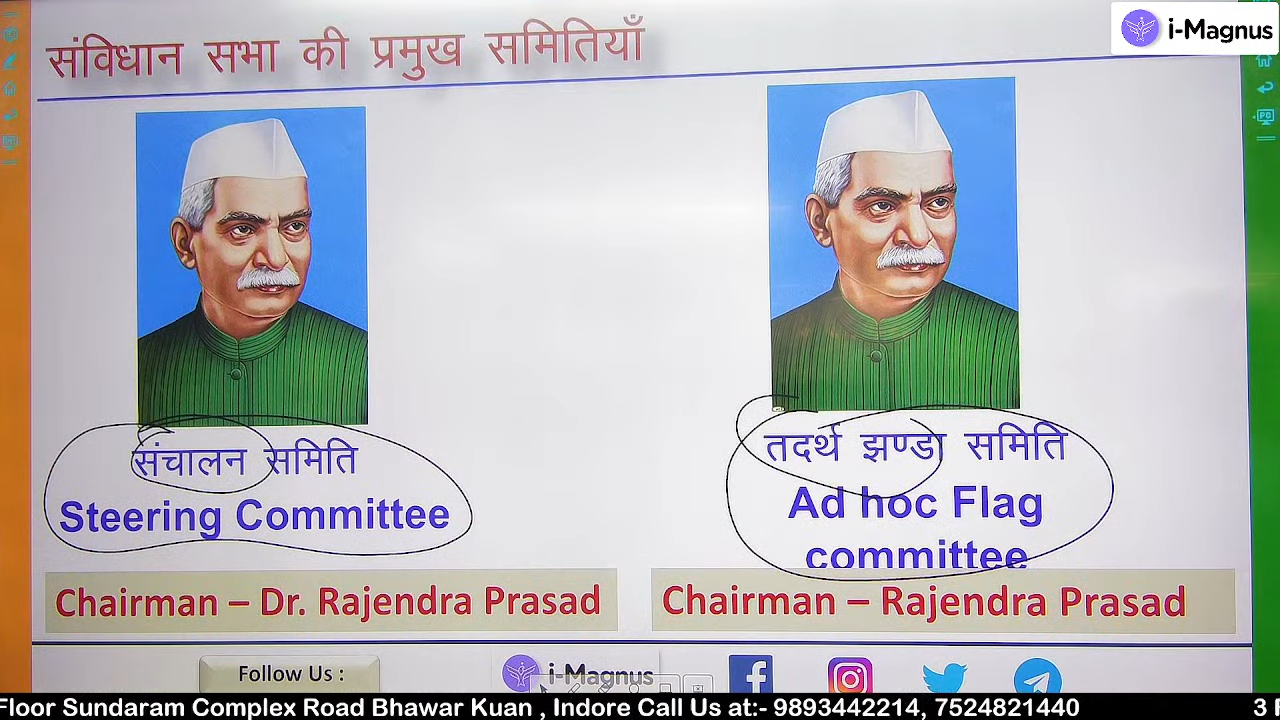 i-Magnus
संविधान सभा की प्रमुख समितियाँ
संचालन समिति
Steering Committee
Chairman – Dr. Rajendra Prasad
तदर्थ झण्डा समिति
Ad hoc Flag
committee
Chairman – Rajendra Prasad
Follow Us :
i-Magnus
Floor Sundaram Complex Road Bhawar Kuan , Indore Call Us at:- 9893442214, 7524821440 3